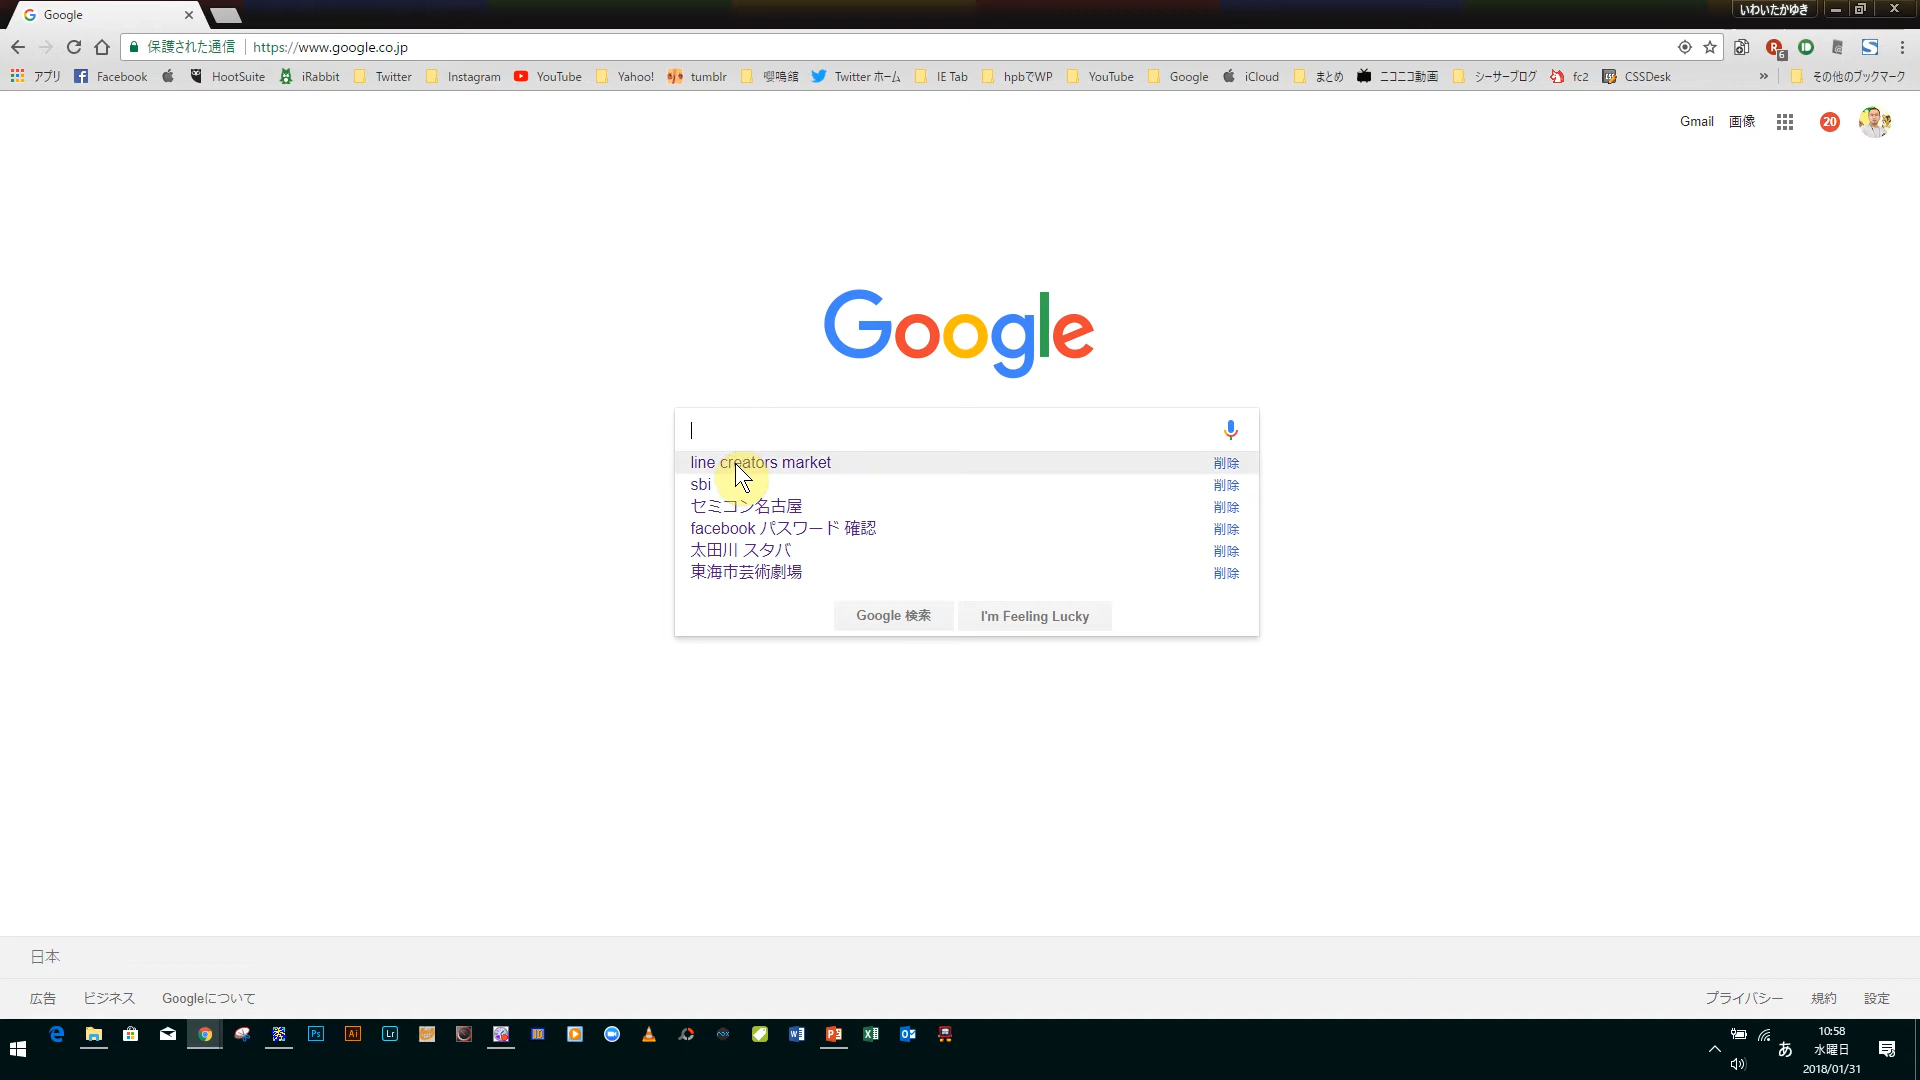 Google
いわいたかゆき
保護された通信 https://www.google.co.jp
アプリ Facebook HootSuite iRabbit Twitter Instagram YouTube Yahoo! tumblr 嚶鳴館 Twitter ホーム IE Tab hpbでWP YouTube Google iCloud まとめ ニコニコ動画 シーサーブログ fc2 CSSDesk » その他のブックマーク
Gmail 画像 20
Google
line creators market 削除
sbi 削除
セミコン名古屋 削除
facebook パスワード 確認 削除
太田川 スタバ 削除
東海市芸術劇場 削除
Google 検索 I'm Feeling Lucky
日本
広告 ビジネス Googleについて プライバシー 規約 設定
Ps Ai Lr
あ
10:58
水曜日
2018/01/31